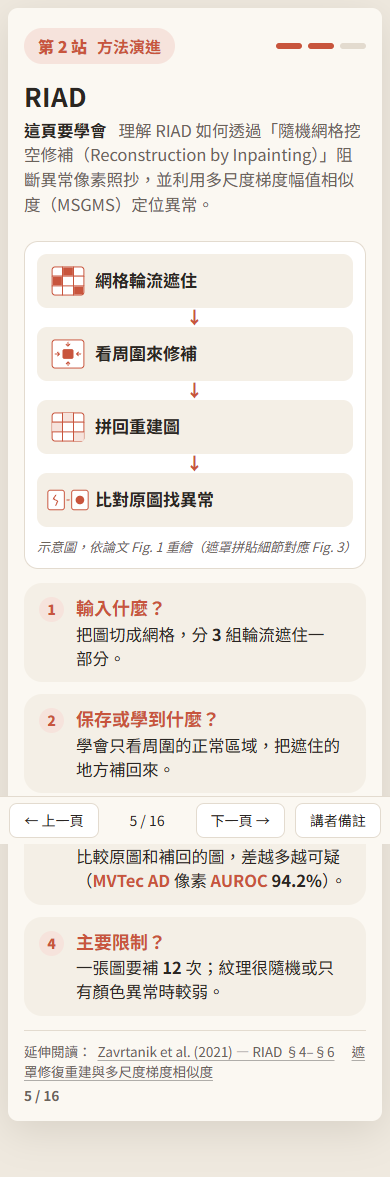 第 2 站 方法演進
RIAD
這頁要學會 理解 RIAD 如何透過「隨機網格挖
空修補（Reconstruction by Inpainting）」阻
斷異常像素照抄，並利用多尺度梯度幅值相似
度（MSGMS）定位異常。
網格輪流遮住
↓
看周圍來修補
↓
拼回重建圖
↓
比對原圖找異常
示意圖，依論文 Fig. 1 重繪（遮罩拼貼細節對應 Fig. 3）
1 輸入什麼？
把圖切成網格，分 3 組輪流遮住一
部分。
2 保存或學到什麼？
學會只看周圍的正常區域，把遮住的
地方補回來。
← 上一頁 5 / 16 下一頁 → 講者備註
比較原圖和補回的圖，差越多越可疑
（MVTec AD 像素 AUROC 94.2%）。
4 主要限制？
一張圖要補 12 次；紋理很隨機或只
有顏色異常時較弱。
延伸閱讀： Zavrtanik et al. (2021) — RIAD §4–§6 遮
罩修復重建與多尺度梯度相似度
5 / 16